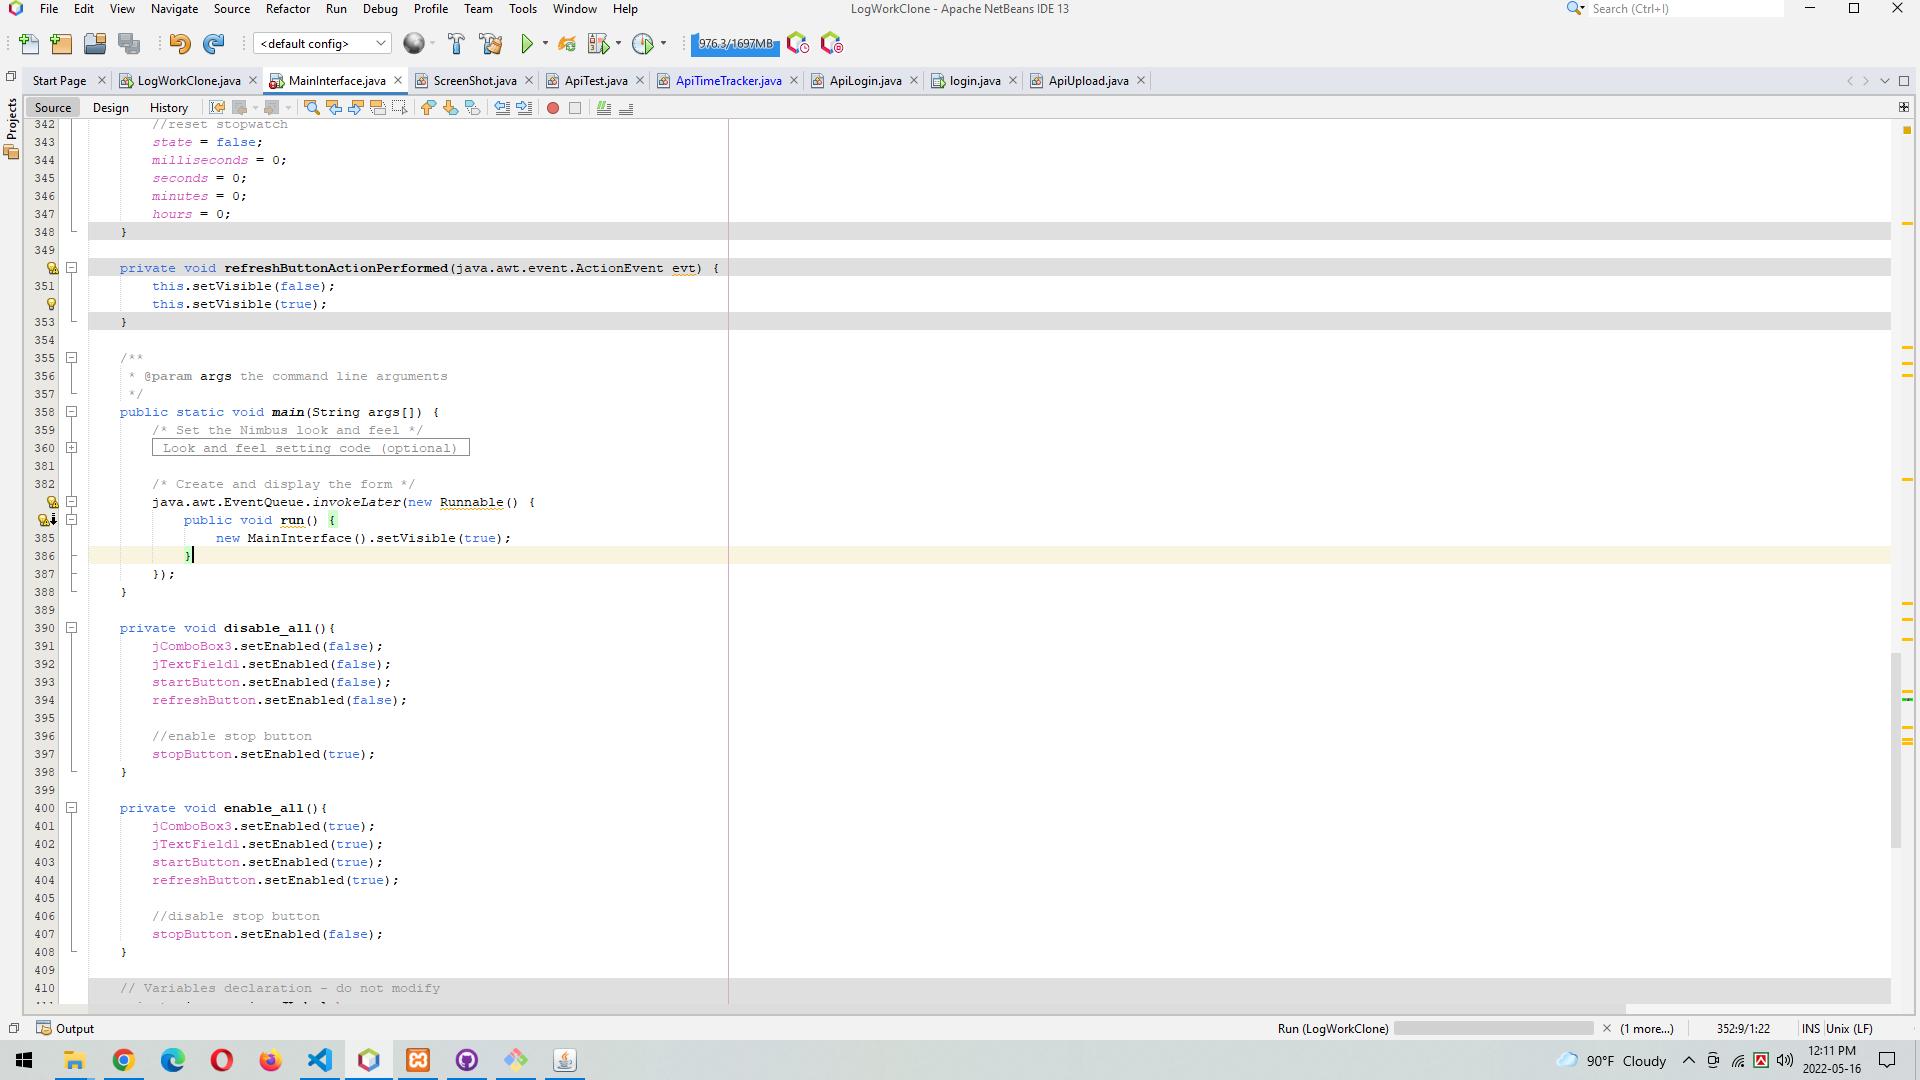 File Edit View Navigate Source Refactor Run Debug Profile Team Tools Window Help
LogWorkClone - Apache NetBeans IDE 13
Search (Ctrl+I)
<default config>
976.3/1697MB
Start Page LogWorkClone.java MainInterface.java ScreenShot.java ApiTest.java ApiTimeTracker.java ApiLogin.java login.java ApiUpload.java
Projects
Source Design History
342 //reset stopwatch
343 state = false;
344 milliseconds = 0;
345 seconds = 0;
346 minutes = 0;
347 hours = 0;
348 }
349
private void refreshButtonActionPerformed(java.awt.event.ActionEvent evt) {
351 this.setVisible(false);
this.setVisible(true);
353 }
354
355 /**
356 * @param args the command line arguments
357 */
358 public static void main(String args[]) {
359 /* Set the Nimbus look and feel */
360 Look and feel setting code (optional)
381
382 /* Create and display the form */
java.awt.EventQueue.invokeLater(new Runnable() {
public void run() {
385 new MainInterface().setVisible(true);
386 }
387 });
388 }
389
390 private void disable_all(){
391 jComboBox3.setEnabled(false);
392 jTextField1.setEnabled(false);
393 startButton.setEnabled(false);
394 refreshButton.setEnabled(false);
395
396 //enable stop button
397 stopButton.setEnabled(true);
398 }
399
400 private void enable_all(){
401 jComboBox3.setEnabled(true);
402 jTextField1.setEnabled(true);
403 startButton.setEnabled(true);
404 refreshButton.setEnabled(true);
405
406 //disable stop button
407 stopButton.setEnabled(false);
408 }
409
410 // Variables declaration - do not modify
Output
Run (LogWorkClone)
(1 more...)
352:9/1:22
INS Unix (LF)
90°F Cloudy
12:11 PM
2022-05-16